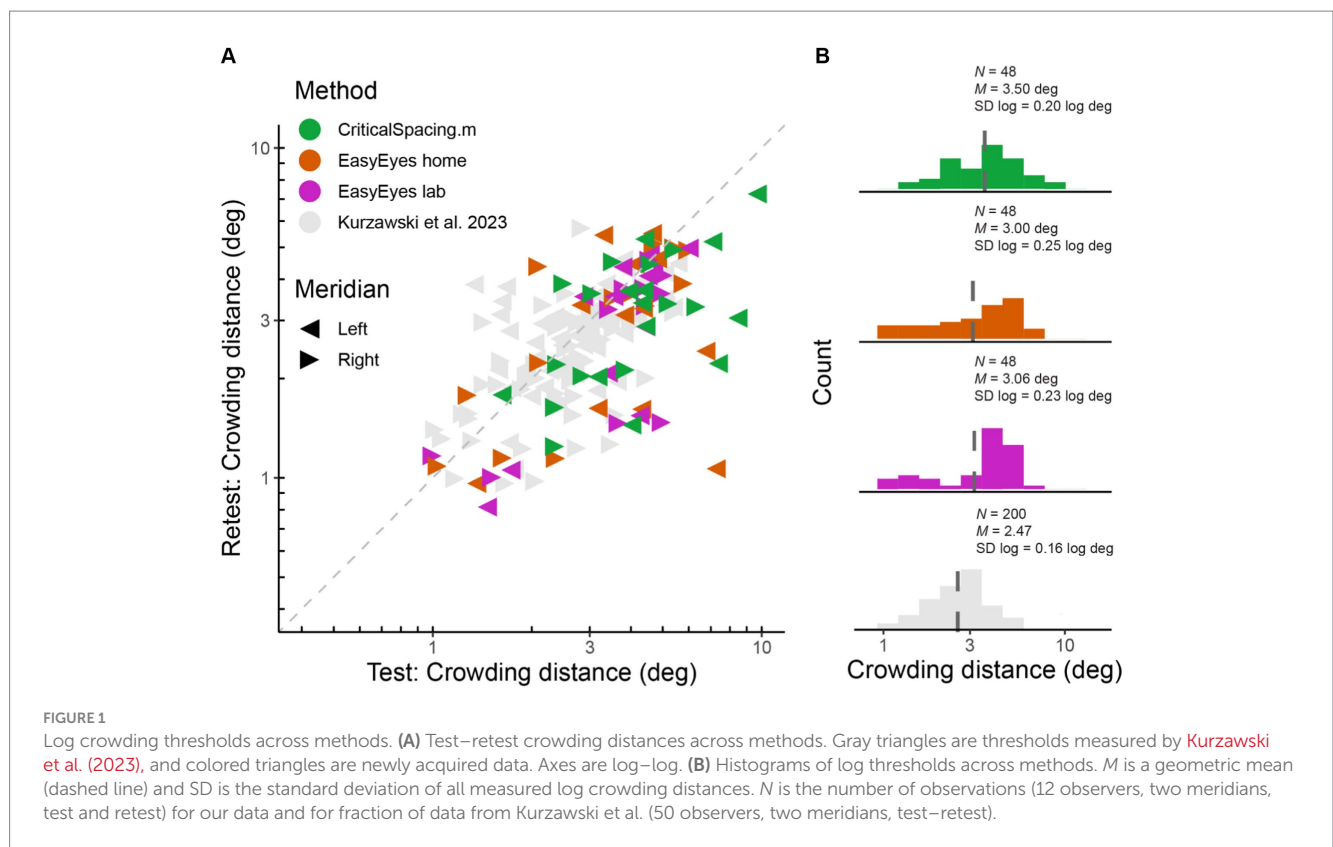 A
Method
CriticalSpacing.m
EasyEyes home
EasyEyes lab
Kurzawski et al. 2023
Meridian
Left
Right
10
3
1
Retest: Crowding distance (deg)
1
3
10
Test: Crowding distance (deg)
B
N = 48
M = 3.50 deg
SD log = 0.20 log deg
N = 48
M = 3.00 deg
SD log = 0.25 log deg
N = 48
M = 3.06 deg
SD log = 0.23 log deg
N = 200
M = 2.47
SD log = 0.16 log deg
Count
1
3
10
Crowding distance (deg)
FIGURE 1
Log crowding thresholds across methods. (A) Test–retest crowding distances across methods. Gray triangles are thresholds measured by Kurzawski
et al. (2023), and colored triangles are newly acquired data. Axes are log–log. (B) Histograms of log thresholds across methods. M is a geometric mean
(dashed line) and SD is the standard deviation of all measured log crowding distances. N is the number of observations (12 observers, two meridians,
test and retest) for our data and for fraction of data from Kurzawski et al. (50 observers, two meridians, test–retest).